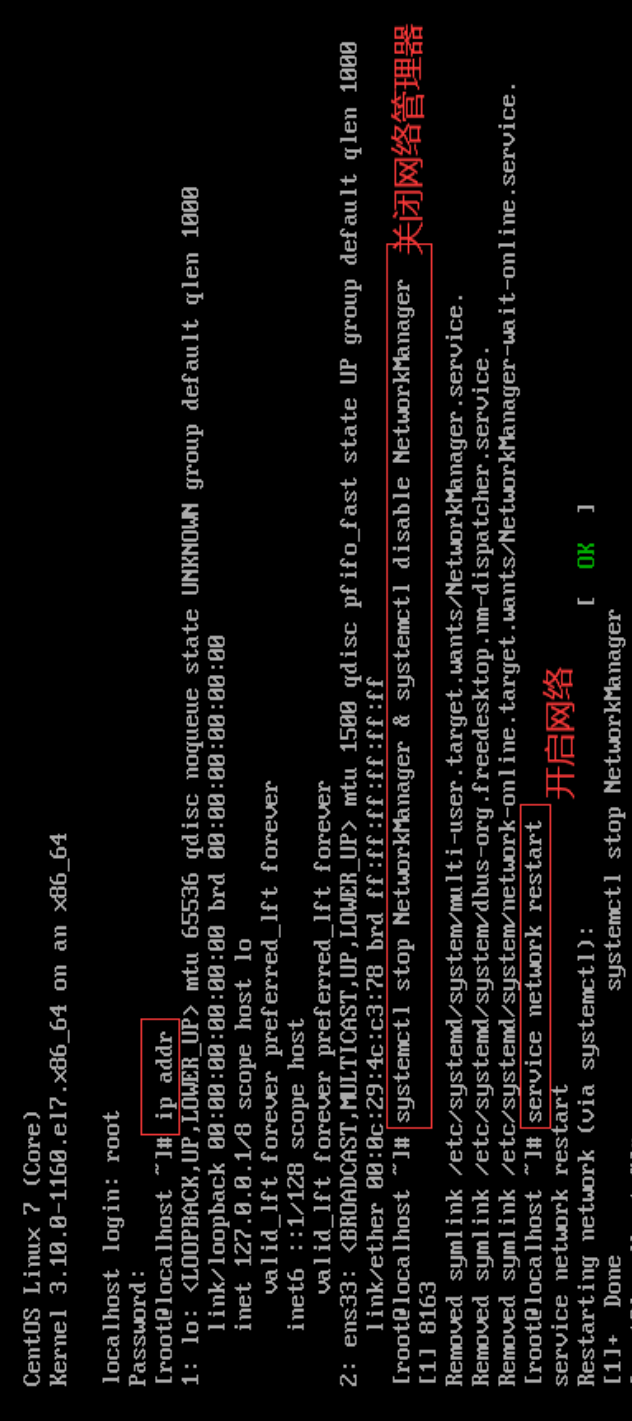 CentOS Linux 7 (Core)
Kernel 3.10.0-1160.el7.x86_64 on an x86_64
localhost login: root
Password:
[root@localhost ~]# ip addr
1: lo: <LOOPBACK,UP,LOWER_UP> mtu 65536 qdisc noqueue state UNKNOWN group default qlen 1000
link/loopback 00:00:00:00:00:00 brd 00:00:00:00:00:00
inet 127.0.0.1/8 scope host lo
valid_lft forever preferred_lft forever
inet6 ::1/128 scope host
valid_lft forever preferred_lft forever
2: ens33: <BROADCAST,MULTICAST,UP,LOWER_UP> mtu 1500 qdisc pfifo_fast state UP group default qlen 1000
link/ether 00:0c:29:4c:c3:78 brd ff:ff:ff:ff:ff:ff
[root@localhost ~]# systemctl stop NetworkManager & systemctl disable NetworkManager 关闭网络管理器
[1] 8163
Removed symlink /etc/systemd/system/multi-user.target.wants/NetworkManager.service.
Removed symlink /etc/systemd/system/dbus-org.freedesktop.nm-dispatcher.service.
Removed symlink /etc/systemd/system/network-online.target.wants/NetworkManager-wait-online.service.
[root@localhost ~]# service network restart
开启网络
service network restart
Restarting network (via systemctl): [ OK ]
[1]+ Done systemctl stop NetworkManager